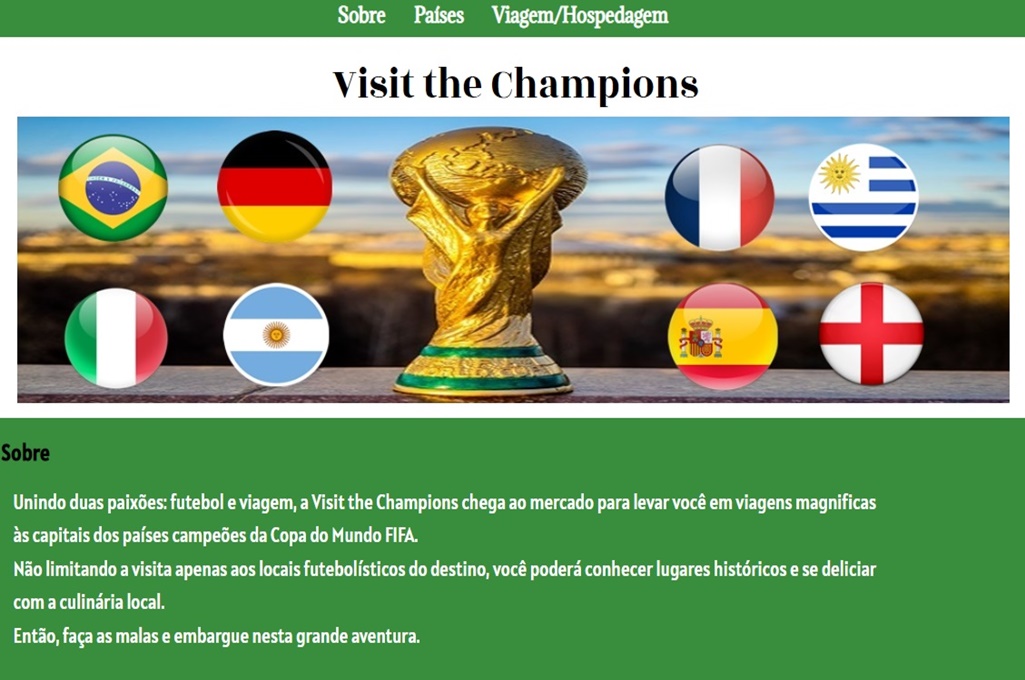 Sobre Países Viagem/Hospedagem
Visit the Champions
Sobre
Unindo duas paixões: futebol e viagem, a Visit the Champions chega ao mercado para levar você em viagens magnificas
às capitais dos países campeões da Copa do Mundo FIFA.
Não limitando a visita apenas aos locais futebolísticos do destino, você poderá conhecer lugares históricos e se deliciar
com a culinária local.
Então, faça as malas e embargue nesta grande aventura.